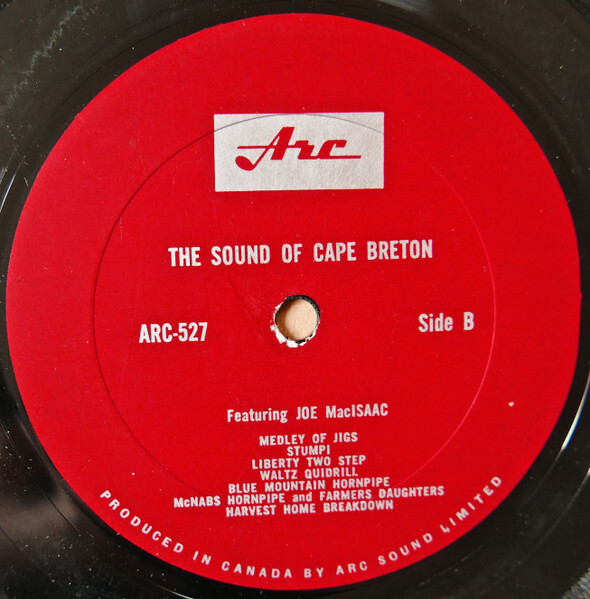 Arc
THE SOUND OF CAPE BRETON
ARC-527
Side B
Featuring JOE MacISAAC
MEDLEY OF JIGS
STUMPI
LIBERTY TWO STEP
WALTZ QUIDRILL
BLUE MOUNTAIN HORNPIPE
McNABS HORNPIPE and FARMERS DAUGHTERS
HARVEST HOME BREAKDOWN
PRODUCED IN CANADA BY ARC SOUND LIMITED